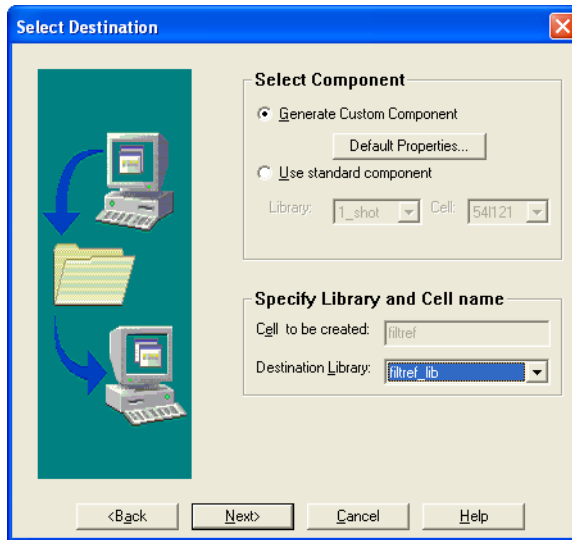 Select Destination
Select Component
Generate Custom Component
Default Properties...
Use standard component
Library: 1_shot Cell: 54l121
Specify Library and Cell name
Cell to be created: filtref
Destination Library: filtref_lib
<Back Next> Cancel Help